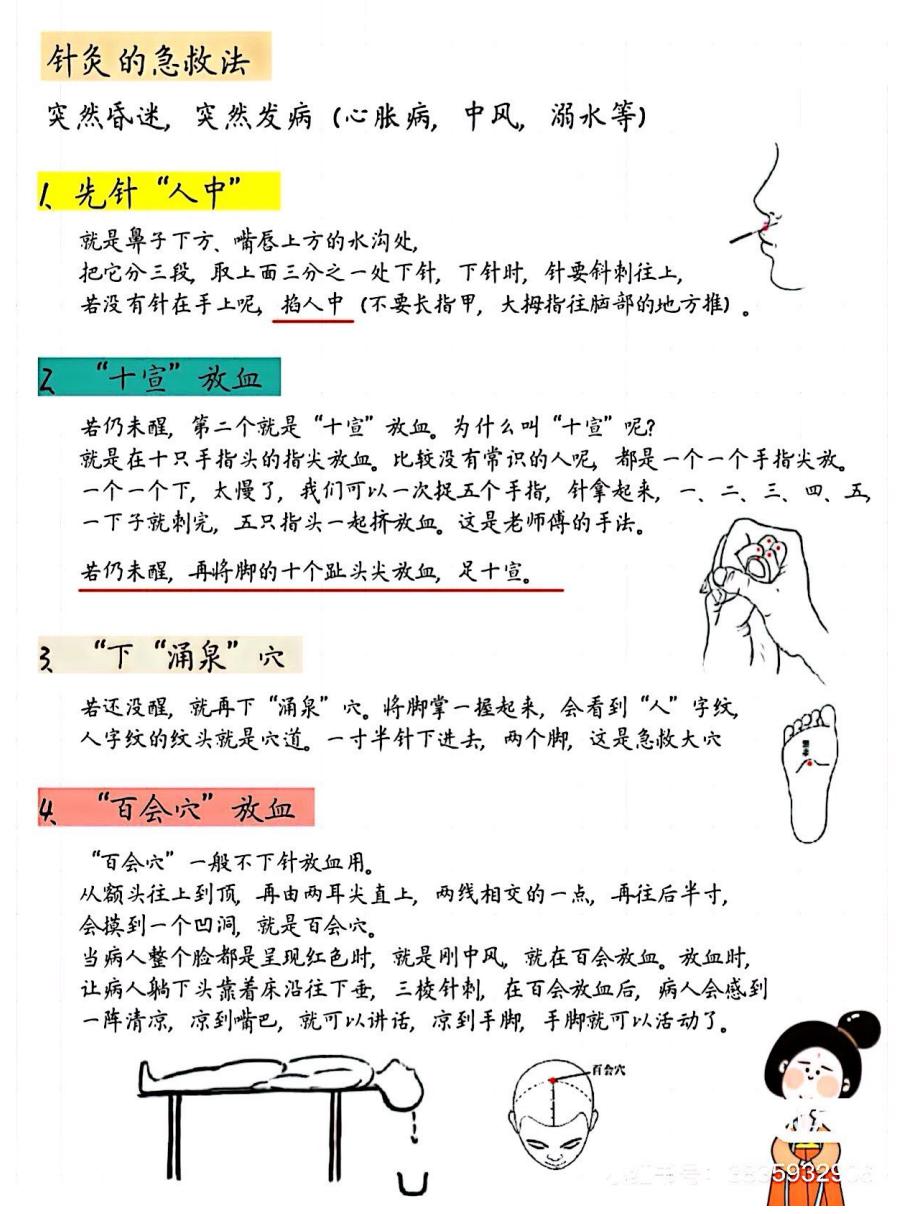 针灸的急救法
突然昏迷，突然发病（心胀病，中风，溺水等）
1、先针“人中”
就是鼻子下方、嘴唇上方的水沟处，
把它分三段，取上面三分之一处下针，下针时，针要斜刺往上，
若没有针在手上呢，掐人中（不要长指甲，大拇指往脑部的地方推）。
2、“十宣”放血
若仍未醒，第二个就是“十宣”放血。为什么叫“十宣”呢？
就是在十只手指头的指尖放血。比较没有常识的人呢，都是一个一个手指尖放。
一个一个下，太慢了，我们可以一次捉五个手指，针拿起来，一、二、三、四、五，
一下子就刺完，五只指头一起挤放血。这是老师傅的手法。
若仍未醒，再将脚的十个趾头尖放血，足十宣。
3、“下“涌泉”穴
若还没醒，就再下“涌泉”穴。将脚掌一握起来，会看到“人”字纹，
人字纹的纹头就是穴道。一寸半针下进去，两个脚，这是急救大穴
涌泉
4、“百会穴”放血
“百会穴”一般不下针放血用。
从额头往上到顶，再由两耳尖直上，两线相交的一点，再往后半寸，
会摸到一个凹洞，就是百会穴。
当病人整个脸都是呈现红色时，就是刚中风，就在百会放血。放血时，
让病人躺下头靠着床沿往下垂，三棱针刺，在百会放血后，病人会感到
一阵清凉，凉到嘴巴，就可以讲话，凉到手脚，手脚就可以活动了。
百会穴